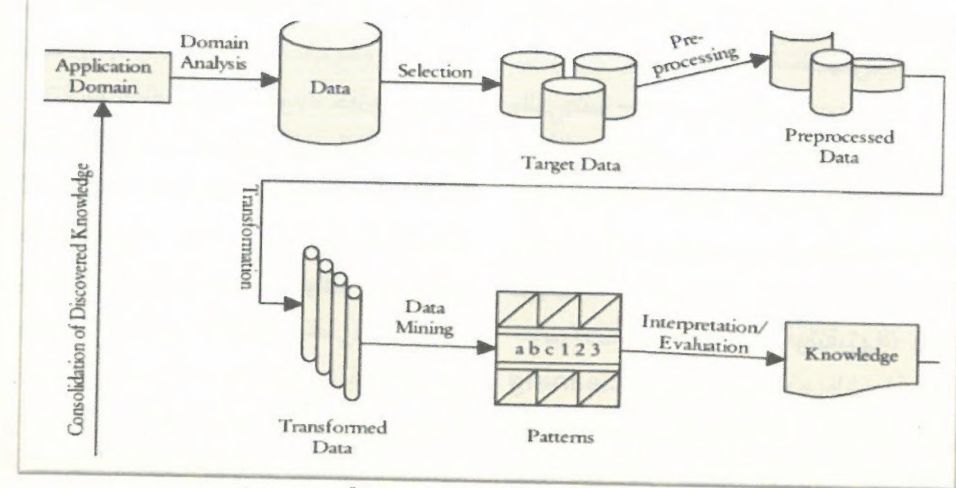 Application
Domain
Domain
Analysis
Data
Selection
Target Data
Pre-
processing
Preprocessed
Data
Transformation
Transformed
Data
Data
Mining
a b c 1 2 3
Patterns
Interpretation/
Evaluation
Knowledge
Consolidation of Discovered Knowledge